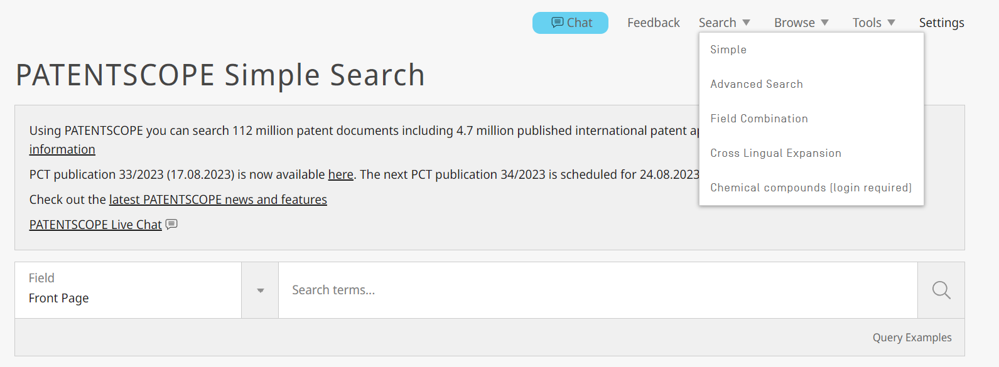 Chat Feedback Search Browse Tools Settings
Simple
Advanced Search
Field Combination
Cross Lingual Expansion
Chemical compounds (login required)
PATENTSCOPE Simple Search
Using PATENTSCOPE you can search 112 million patent documents including 4.7 million published international patent
information
PCT publication 33/2023 (17.08.2023) is now available here. The next PCT publication 34/2023 is scheduled for 24.08.2023
Check out the latest PATENTSCOPE news and features
PATENTSCOPE Live Chat
Field
Front Page
Search terms...
Query Examples